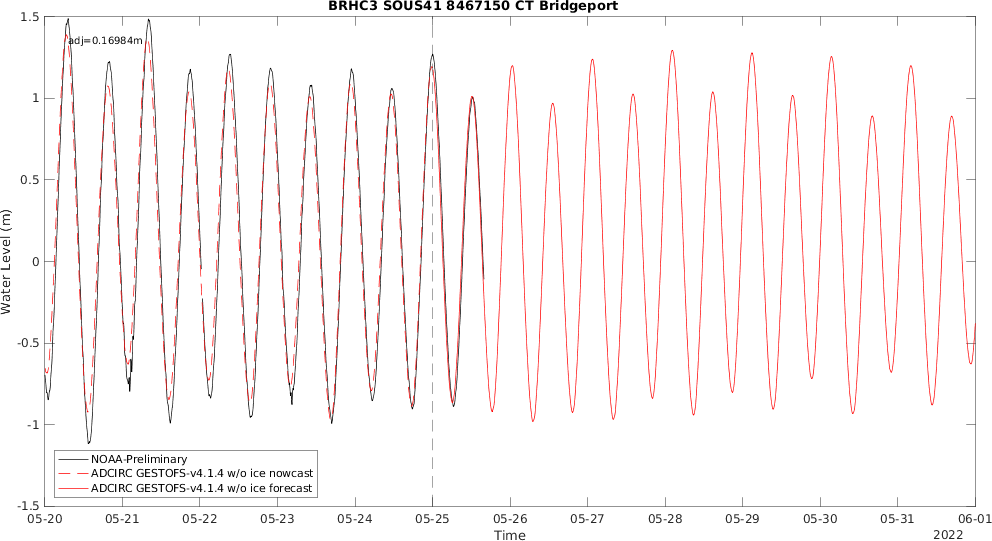 BRHC3 SOUS41 8467150 CT Bridgeport
adj=0.16984m
Water Level (m)
1.5
1
0.5
0
-0.5
-1
-1.5
NOAA-Preliminary
ADCIRC GESTOFS-v4.1.4 w/o ice nowcast
ADCIRC GESTOFS-v4.1.4 w/o ice forecast
05-20 05-21 05-22 05-23 05-24 05-25 05-26 05-27 05-28 05-29 05-30 05-31 06-01
Time
2022